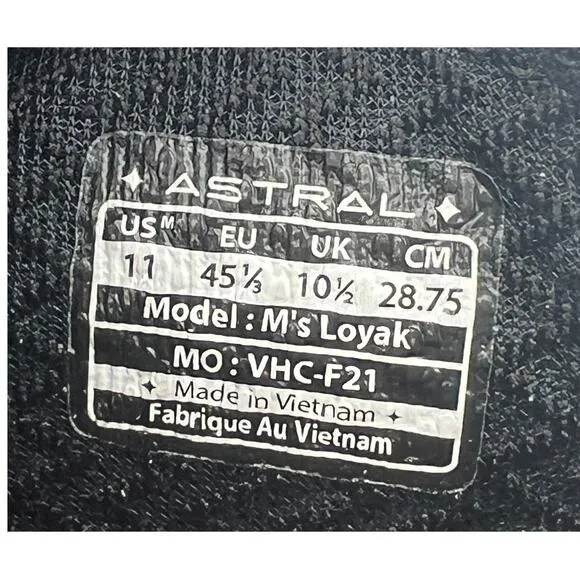 ✦ ASTRAL ✦
USᴹ EU UK CM
11 45⅓ 10½ 28.75
Model : M's Loyak
MO : VHC-F21
✦ Made in Vietnam ✦
Fabrique Au Vietnam